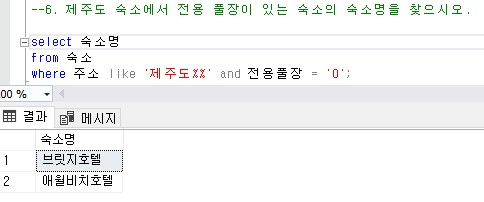 --6. 제주도 숙소에서 전용 풀장이 있는 숙소의 숙소명을 찾으시오.
select 숙소명
from 숙소
where 주소 like '제주도%%' and 전용풀장 = 'O';
00 %
결과 메시지
숙소명
1 브릿지호텔
2 애월비치호텔